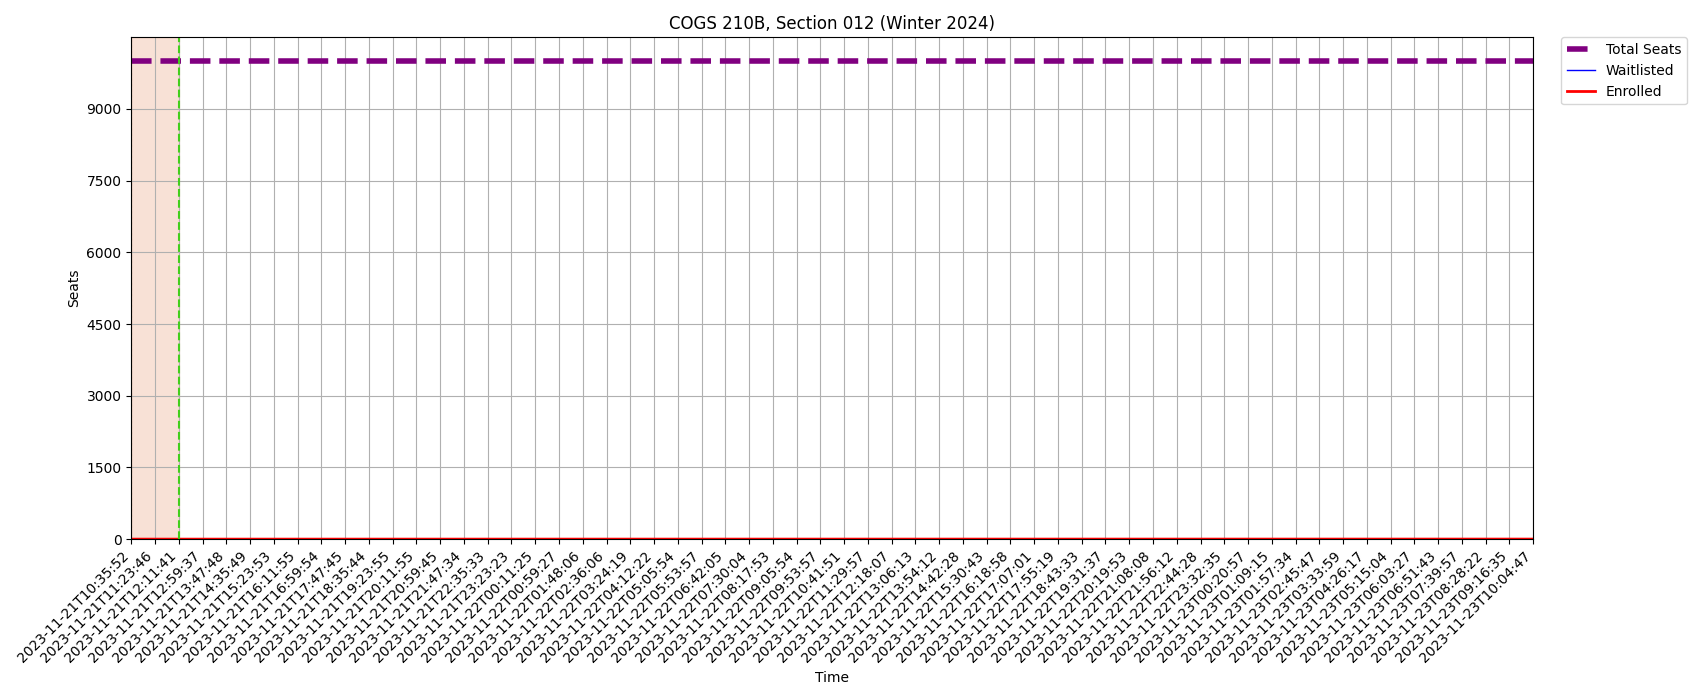 COGS 210B, Section 012 (Winter 2024)
Total Seats
Waitlisted
Enrolled
9000
7500
6000
4500
3000
1500
0
Seats
2023-11-21T10:35:52
2023-11-21T11:23:46
2023-11-21T12:11:41
2023-11-21T12:59:37
2023-11-21T13:47:48
2023-11-21T14:35:49
2023-11-21T15:23:53
2023-11-21T16:11:55
2023-11-21T16:59:54
2023-11-21T17:47:45
2023-11-21T18:35:44
2023-11-21T19:23:55
2023-11-21T20:11:55
2023-11-21T20:59:45
2023-11-21T21:47:34
2023-11-21T22:35:33
2023-11-21T23:23:23
2023-11-22T00:11:25
2023-11-22T00:59:27
2023-11-22T01:48:06
2023-11-22T02:36:06
2023-11-22T03:24:19
2023-11-22T04:12:22
2023-11-22T05:05:54
2023-11-22T05:53:57
2023-11-22T06:42:05
2023-11-22T07:30:04
2023-11-22T08:17:53
2023-11-22T09:05:54
2023-11-22T09:53:57
2023-11-22T10:41:51
2023-11-22T11:29:57
2023-11-22T12:18:07
2023-11-22T13:06:13
2023-11-22T13:54:12
2023-11-22T14:42:28
2023-11-22T15:30:43
2023-11-22T16:18:58
2023-11-22T17:07:01
2023-11-22T17:55:19
2023-11-22T18:43:33
2023-11-22T19:31:37
2023-11-22T20:19:53
2023-11-22T21:08:08
2023-11-22T21:56:12
2023-11-22T22:44:28
2023-11-22T23:32:35
2023-11-23T00:20:57
2023-11-23T01:09:15
2023-11-23T01:57:34
2023-11-23T02:45:47
2023-11-23T03:33:59
2023-11-23T04:26:17
2023-11-23T05:15:04
2023-11-23T06:03:27
2023-11-23T06:51:43
2023-11-23T07:39:57
2023-11-23T08:28:22
2023-11-23T09:16:35
2023-11-23T10:04:47
Time